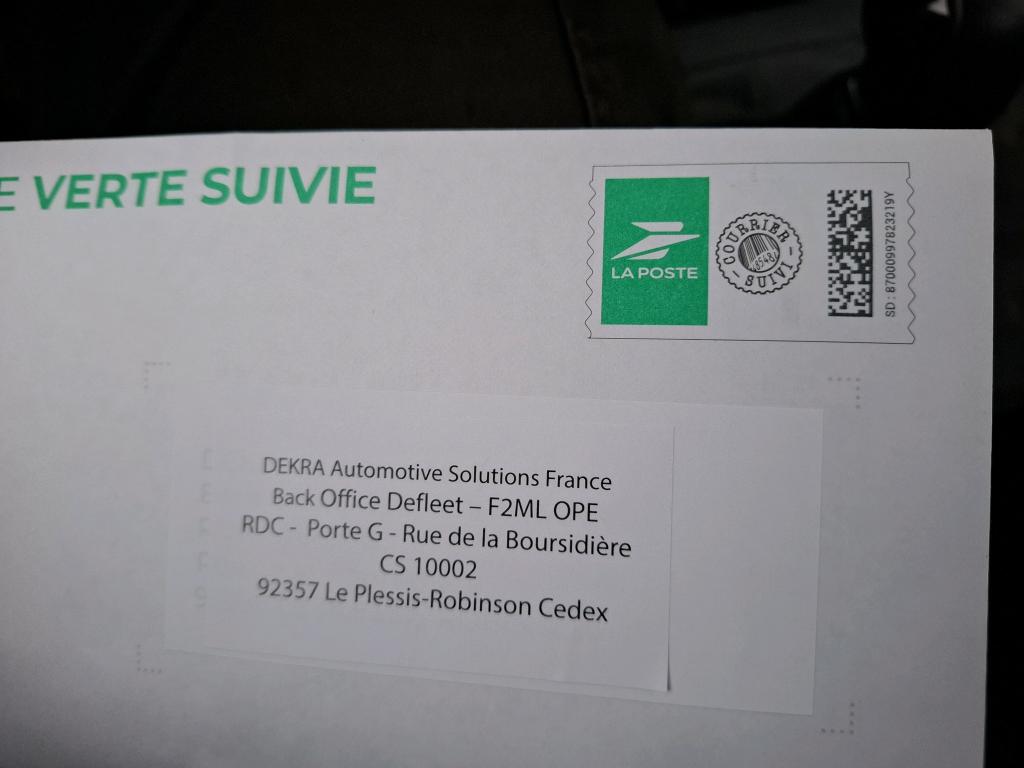 E VERTE SUIVIE
LA POSTE
COURRIER
8548
SUIVI
SD : 87000997823219Y
DEKRA Automotive Solutions France
Back Office Defleet – F2ML OPE
RDC - Porte G - Rue de la Boursidière
CS 10002
92357 Le Plessis-Robinson Cedex